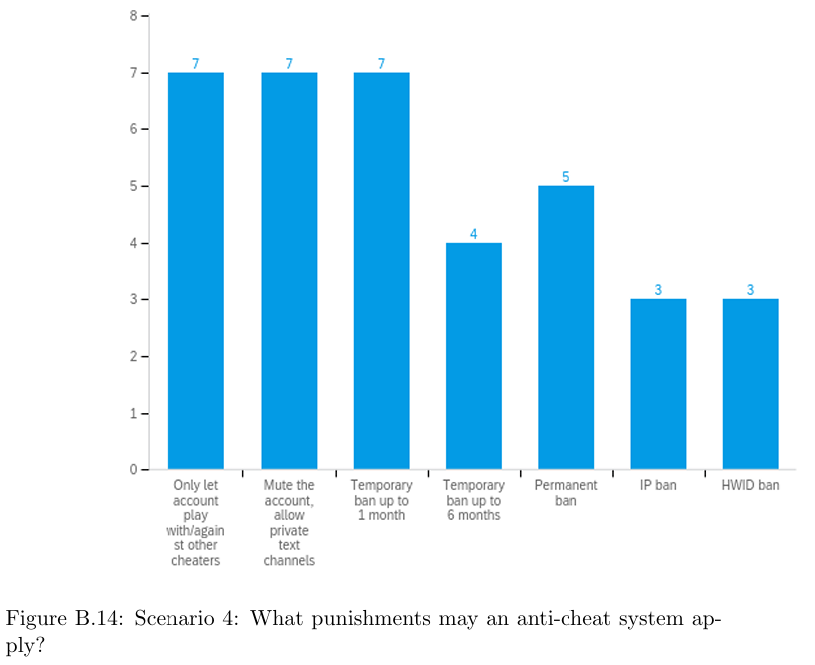 8
7
6
5
4
3
2
1
0
7
7
7
4
5
3
3
Only let
account
play
with/again
st other
cheaters
Mute the
account,
allow
private
text
channels
Temporary
ban up to
1 month
Temporary
ban up to
6 months
Permanent
ban
IP ban
HWID ban
Figure B.14: Scenario 4: What punishments may an anti-cheat system ap-
ply?